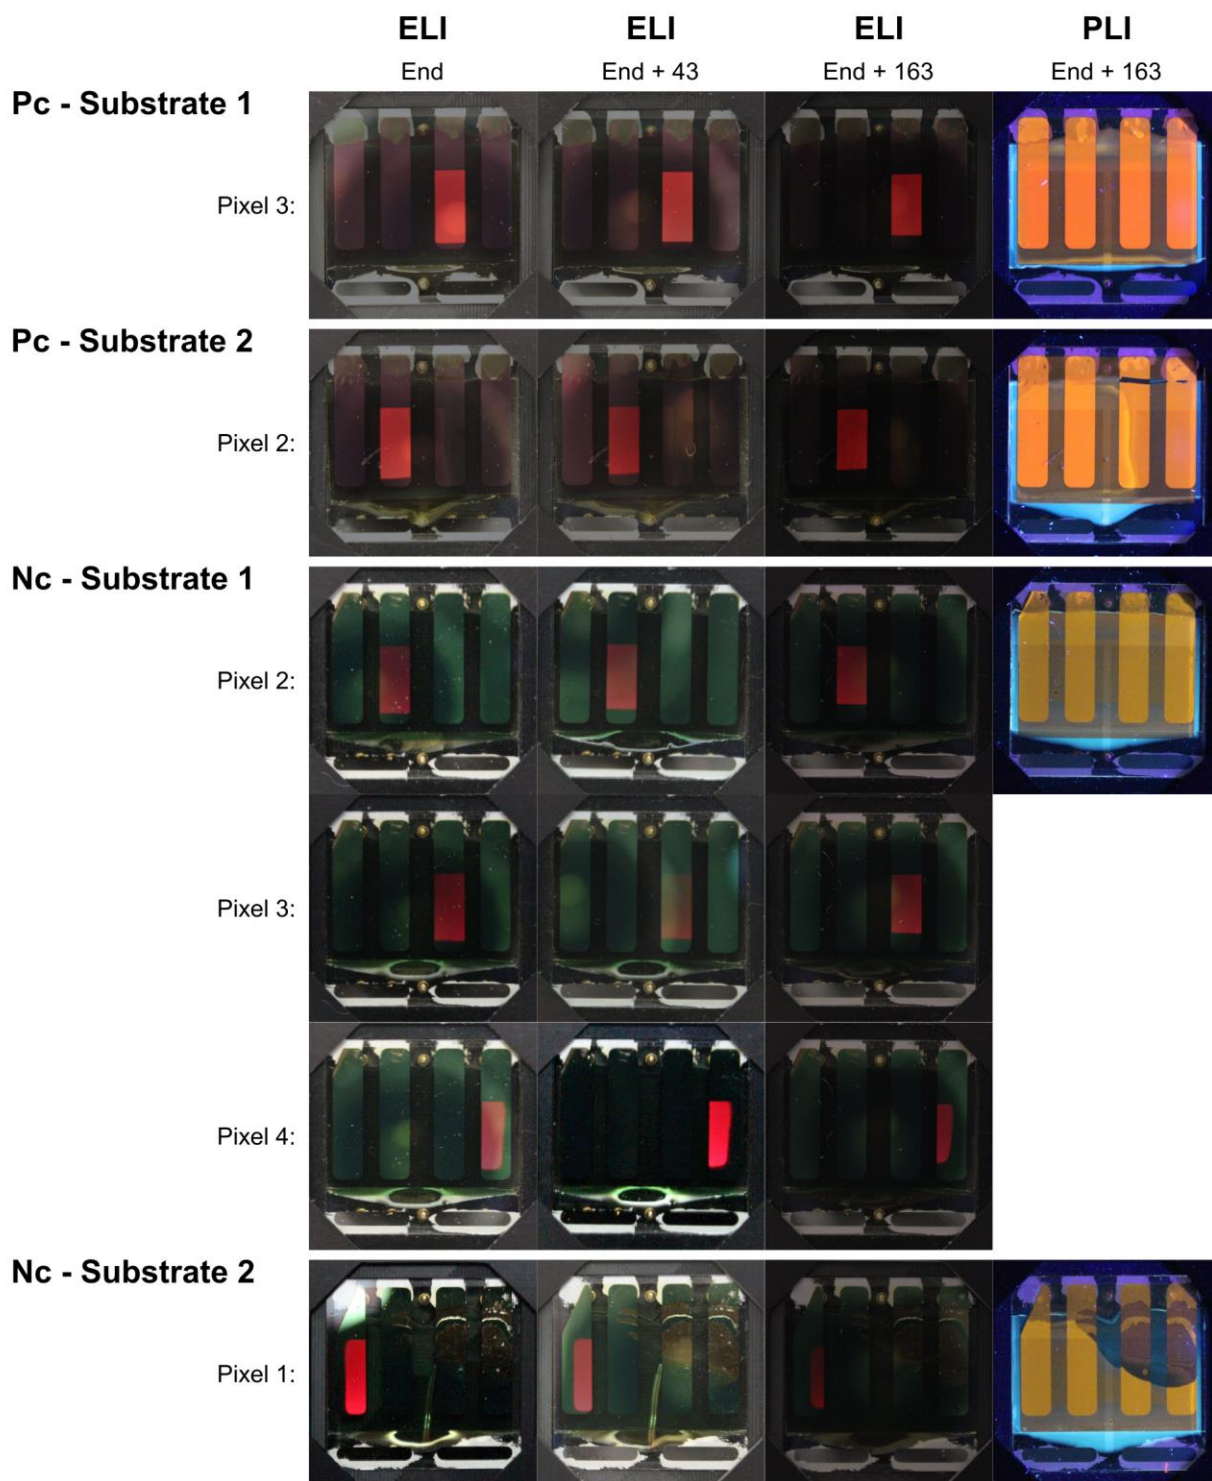 ELI ELI ELI PLI
End End + 43 End + 163 End + 163
Pc - Substrate 1
Pixel 3:
Pc - Substrate 2
Pixel 2:
Nc - Substrate 1
Pixel 2:
Pixel 3:
Pixel 4:
Nc - Substrate 2
Pixel 1: